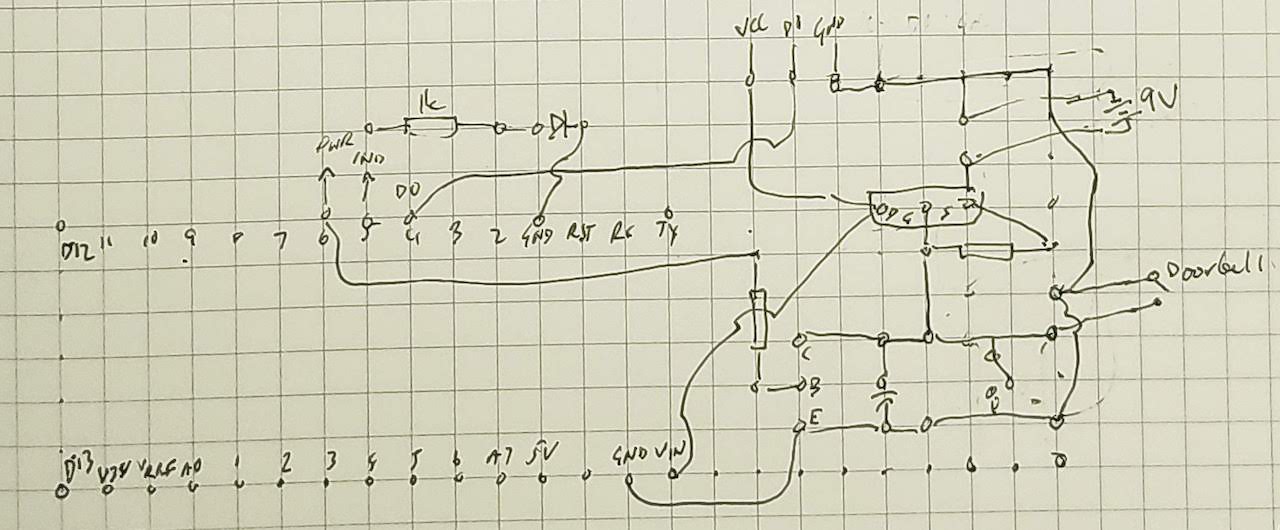 VCC D1 GND
9V
1k
PWR IND
D0
D12 11 10 9 8 7 6 5 4 3 2 GND RST RX TX
D G S
Doorbell
C
B
E
D13 V3V VREF A0 1 2 3 4 5 6 A7 5V GND VIN